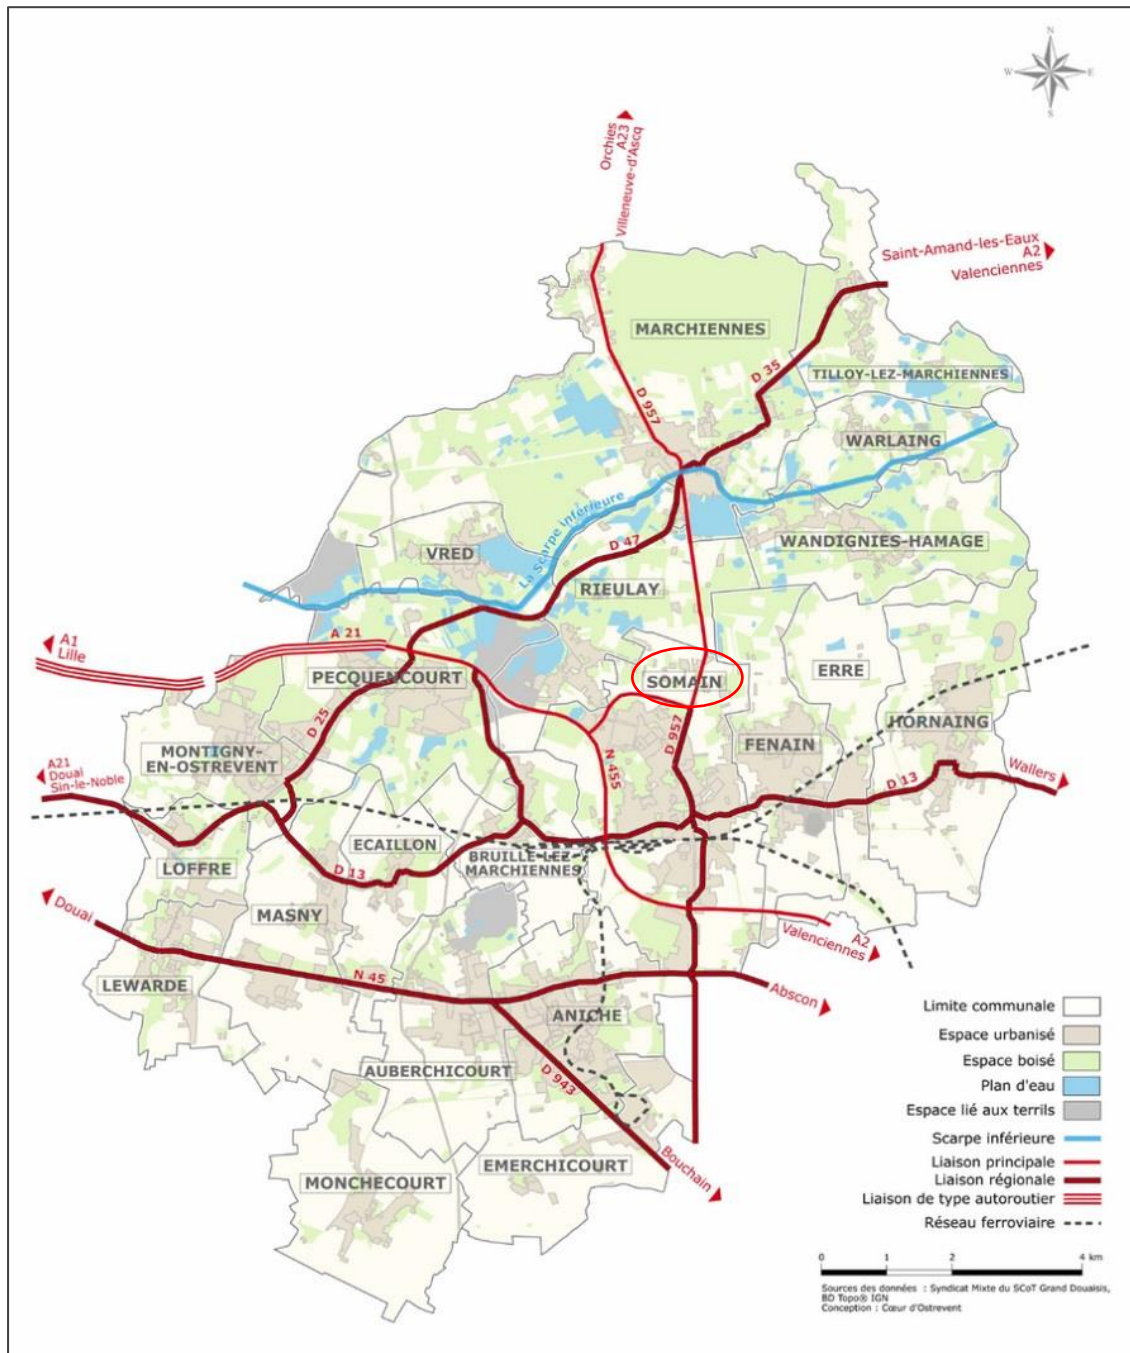 N
W
E
S
Orchies
A23
Villeneuve-d'Ascq
Saint-Amand-les-Eaux
A2
Valenciennes
MARCHIENNES
D 35
TILLOY-LEZ-MARCHIENNES
D 957
WARLAING
La Scarpe inférieure
WANDIGNIES-HAMAGE
D 47
VRED
RIEULAY
A1
Lille
A 21
PECQUENCOURT
SOMAIN
ERRE
D 25
HORNAING
D 957
FENAIN
MONTIGNY-
EN-OSTREVENT
N 455
A21
Douai
Sin-le-Noble
D 13
Wallers
ECAILLON
BRUILLE-LEZ-
MARCHIENNES
LOFFRE
D 13
Douai
MASNY
A2
Valenciennes
LEWARDE
N 45
Abscon
ANICHE
AUBERCHICOURT
D 943
EMERCHICOURT
Bouchain
MONCHECOURT
Limite communale
Espace urbanisé
Espace boisé
Plan d'eau
Espace lié aux terrils
Scarpe inférieure
Liaison principale
Liaison régionale
Liaison de type autoroutier
Réseau ferroviaire
0 1 2 4 km
Sources des données : Syndicat Mixte du SCoT Grand Douaisis,
BD Topo® IGN
Conception : Cœur d'Ostrevent